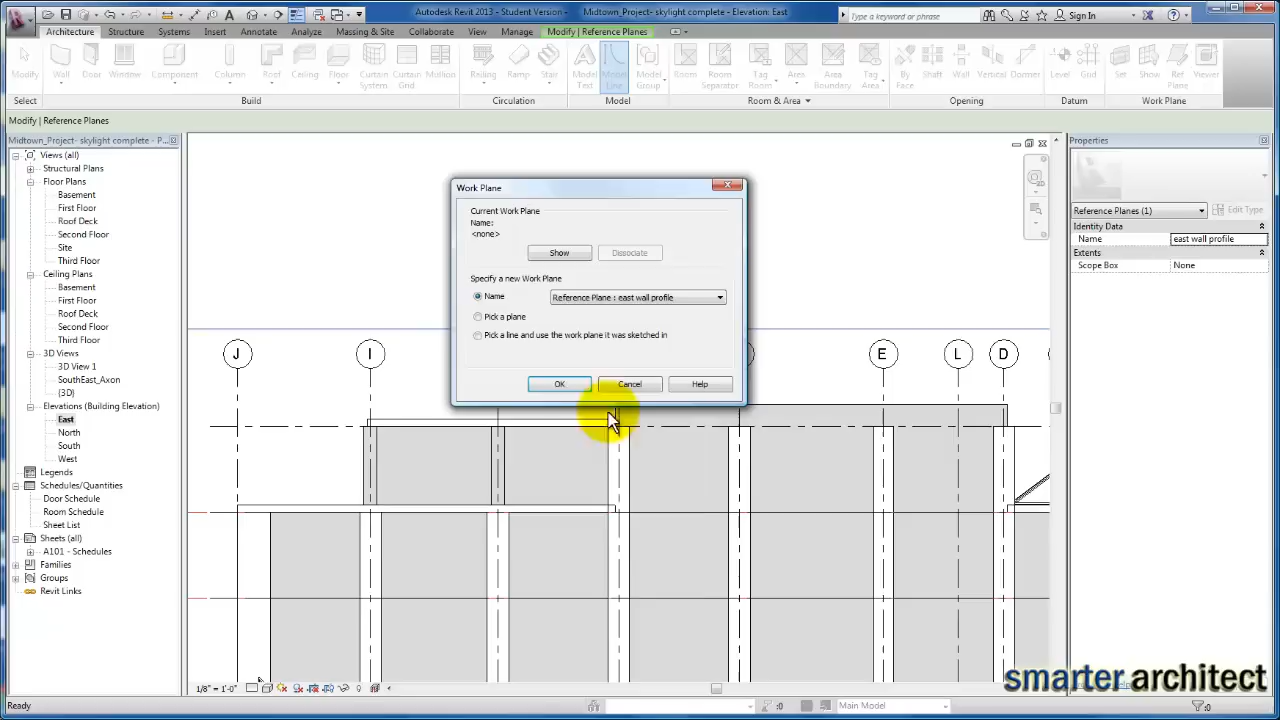 Autodesk Revit 2013 - Student Version - Midtown_Project- skylight complete - Elevation: East
Type a keyword or phrase
Sign In
Architecture Structure Systems Insert Annotate Analyze Massing & Site Collaborate View Manage Modify | Reference Planes
Modify Wall Door Window Component Column Roof Ceiling Floor Curtain System Curtain Grid Mullion Railing Ramp Stair Model Text Model Line Model Group Room Room Separator Tag Room Area Area Boundary Tag Area By Face Shaft Wall Vertical Dormer Level Grid Set Show Ref Plane Viewer
Select Build Circulation Model Room & Area Opening Datum Work Plane
Modify | Reference Planes
Midtown_Project- skylight complete - P...
Views (all)
Structural Plans
Floor Plans
Basement
First Floor
Roof Deck
Second Floor
Site
Third Floor
Ceiling Plans
Basement
First Floor
Roof Deck
Second Floor
Third Floor
3D Views
3D View 1
SouthEast_Axon
(3D)
Elevations (Building Elevation)
East
North
South
West
Legends
Schedules/Quantities
Door Schedule
Room Schedule
Sheet List
Sheets (all)
A101 - Schedules
Families
Groups
Revit Links
Work Plane
Current Work Plane
Name:
<none>
Show Dissociate
Specify a new Work Plane
Name Reference Plane : east wall profile
Pick a plane
Pick a line and use the work plane it was sketched in
OK Cancel Help
J I E L D
Properties
Reference Planes (1) Edit Type
Identity Data
Name east wall profile
Extents
Scope Box None
1/8" = 1'-0"
Ready
:0 Main Model :0
smarter architect